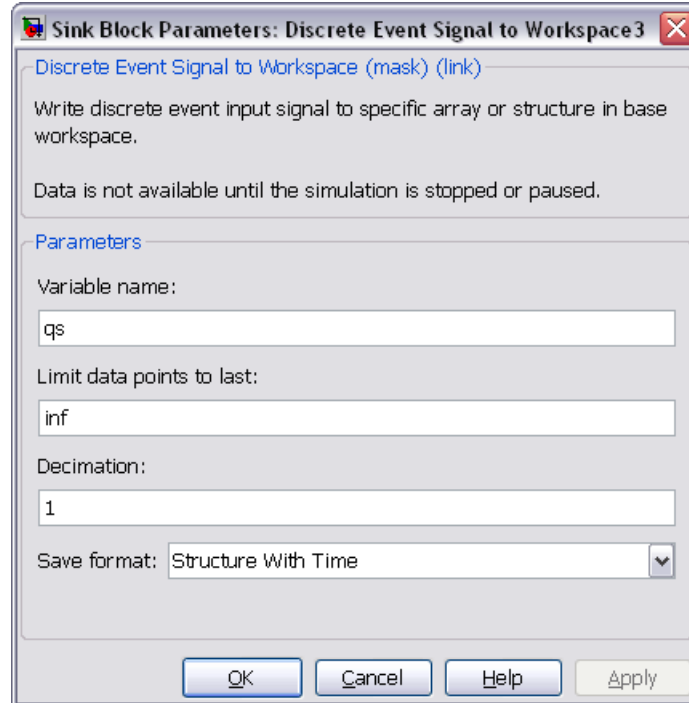 Sink Block Parameters: Discrete Event Signal to Workspace3
Discrete Event Signal to Workspace (mask) (link)
Write discrete event input signal to specific array or structure in base
workspace.
Data is not available until the simulation is stopped or paused.
Parameters
Variable name:
qs
Limit data points to last:
inf
Decimation:
1
Save format: Structure With Time
OK Cancel Help Apply